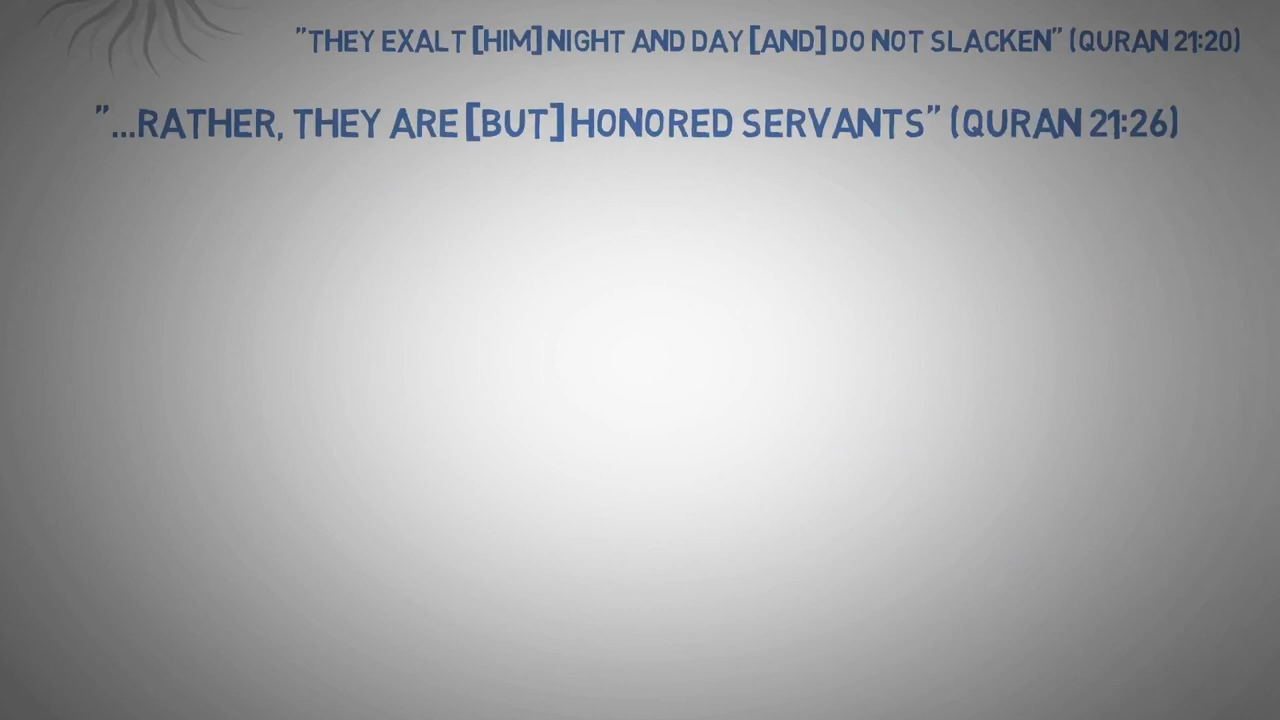 "THEY EXALT [HIM] NIGHT AND DAY [AND] DO NOT SLACKEN" (QURAN 21:20)
"...RATHER, THEY ARE [BUT] HONORED SERVANTS" (QURAN 21:26)